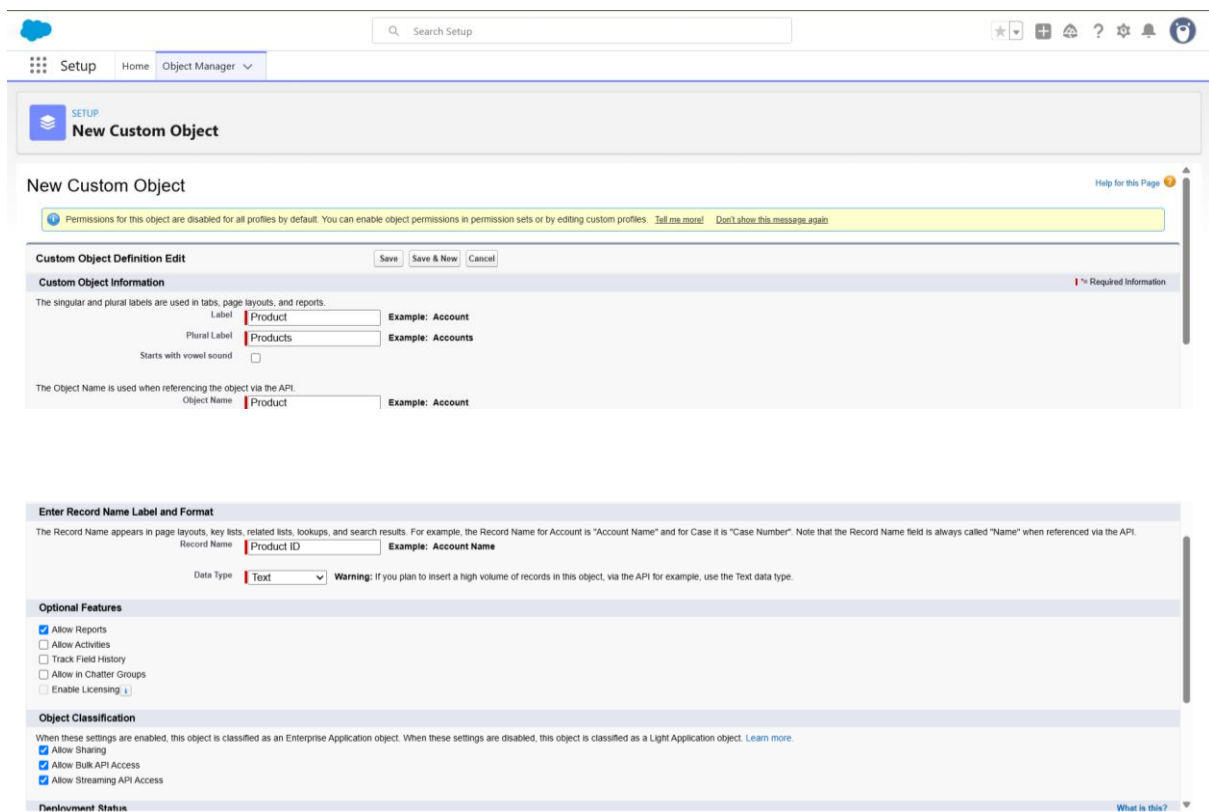 Search Setup
Setup Home Object Manager
SETUP
New Custom Object
New Custom Object
Help for this Page
Permissions for this object are disabled for all profiles by default. You can enable object permissions in permission sets or by editing custom profiles. Tell me more! Don't show this message again
Custom Object Definition Edit Save Save & New Cancel
Custom Object Information = Required Information
The singular and plural labels are used in tabs, page layouts, and reports.
Label Product Example: Account
Plural Label Products Example: Accounts
Starts with vowel sound
The Object Name is used when referencing the object via the API.
Object Name Product Example: Account
Enter Record Name Label and Format
The Record Name appears in page layouts, key lists, related lists, lookups, and search results. For example, the Record Name for Account is "Account Name" and for Case it is "Case Number". Note that the Record Name field is always called "Name" when referenced via the API.
Record Name Product ID Example: Account Name
Data Type Text Warning: If you plan to insert a high volume of records in this object, via the API for example, use the Text data type.
Optional Features
Allow Reports
Allow Activities
Track Field History
Allow in Chatter Groups
Enable Licensing i
Object Classification
When these settings are enabled, this object is classified as an Enterprise Application object. When these settings are disabled, this object is classified as a Light Application object. Learn more.
Allow Sharing
Allow Bulk API Access
Allow Streaming API Access
Deployment Status What is this?